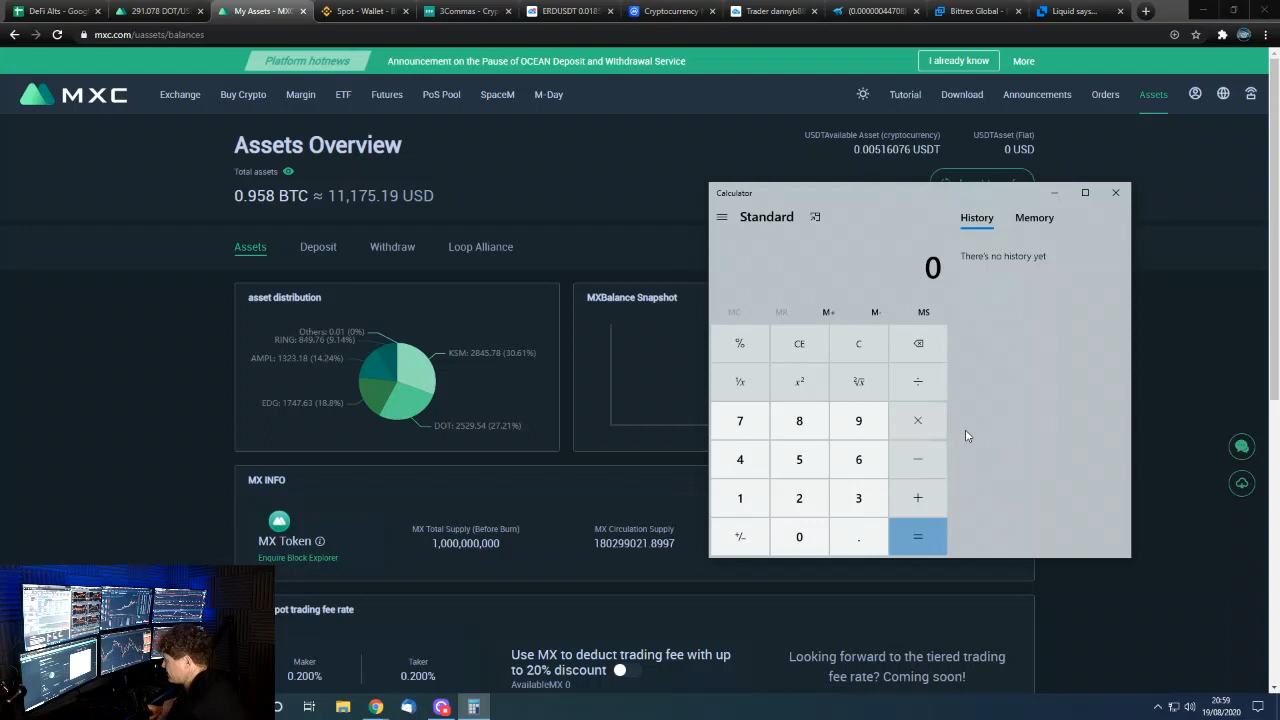 DeFi Alts - Goog
291.078 DOT/US
My Assets - MXC
Spot - Wallet - Bi
3Commas - Cryp
ERDUSDT 0.018
Cryptocurrency
Trader dannyb8
(0.0000044708
Bittrex Global -
Liquid says...
mxc.com/uassets/balances
Platform hotnews
Announcement on the Pause of OCEAN Deposit and Withdrawal Service
I already know
More
MXC
Exchange
Buy Crypto
Margin
ETF
Futures
PoS Pool
SpaceM
M-Day
Tutorial
Download
Announcements
Orders
Assets
Assets Overview
USDTAvailable Asset (cryptocurrency)
USDTAsset (Fiat)
0.00516076 USDT
0 USD
Total assets
0.958 BTC ≈ 11,175.19 USD
Assets
Deposit
Withdraw
Loop Alliance
asset distribution
Others: 0.01 (0%)
RING: 849.76 (9.14%)
AMPL: 1323.18 (14.24%)
KSM: 2845.78 (30.61%)
EDG: 1747.63 (18.8%)
DOT: 2529.54 (27.21%)
MXBalance Snapshot
Calculator
Standard
History
Memory
0
There's no history yet
MC
MR
M+
M-
MS
%
CE
C
⌫
¹/x
x²
²√x
÷
7
8
9
×
4
5
6
−
1
2
3
+
+/-
0
.
=
MX INFO
MX Token
Enquire Block Explorer
MX Total Supply (Before Burn)
1,000,000,000
MX Circulation Supply
180299021.8997
pot trading fee rate
Maker
0.200%
Taker
0.200%
Use MX to deduct trading fee with up
to 20% discount
AvailableMX 0
Looking forward to the tiered trading
fee rate? Coming soon!
20:59
19/08/2020